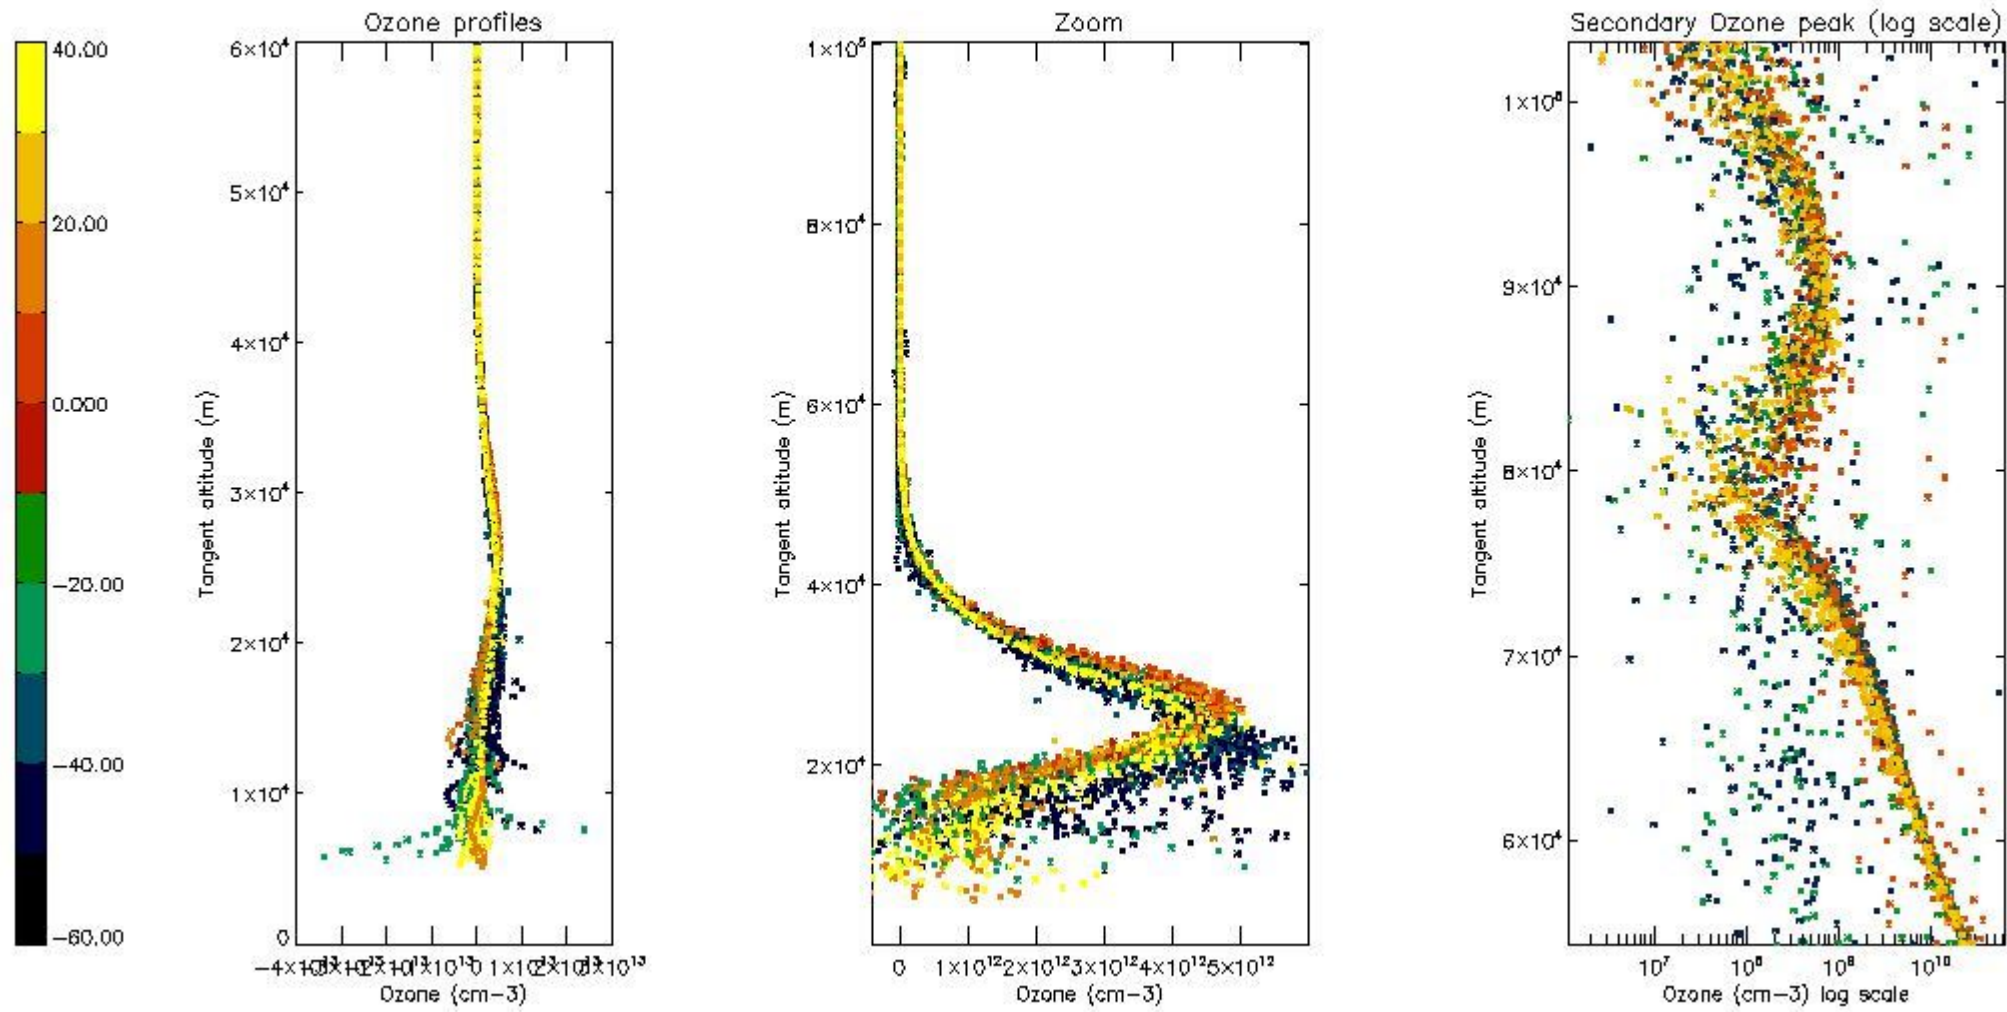 Ozone profiles
Zoom
Secondary Ozone peak (log scale)
40.00
20.00
0.000
−20.00
−40.00
−60.00
6×10⁴
5×10⁴
4×10⁴
3×10⁴
2×10⁴
1×10⁴
0
Tangent altitude (m)
0
Ozone (cm−3)
1×10⁵
8×10⁴
6×10⁴
4×10⁴
2×10⁴
Tangent altitude (m)
0 1×10¹² 2×10¹² 3×10¹² 4×10¹² 5×10¹²
Ozone (cm−3)
1×10⁵
9×10⁴
8×10⁴
7×10⁴
6×10⁴
Tangent altitude (m)
10⁷ 10⁸ 10⁹ 10¹⁰
Ozone (cm−3) log scale